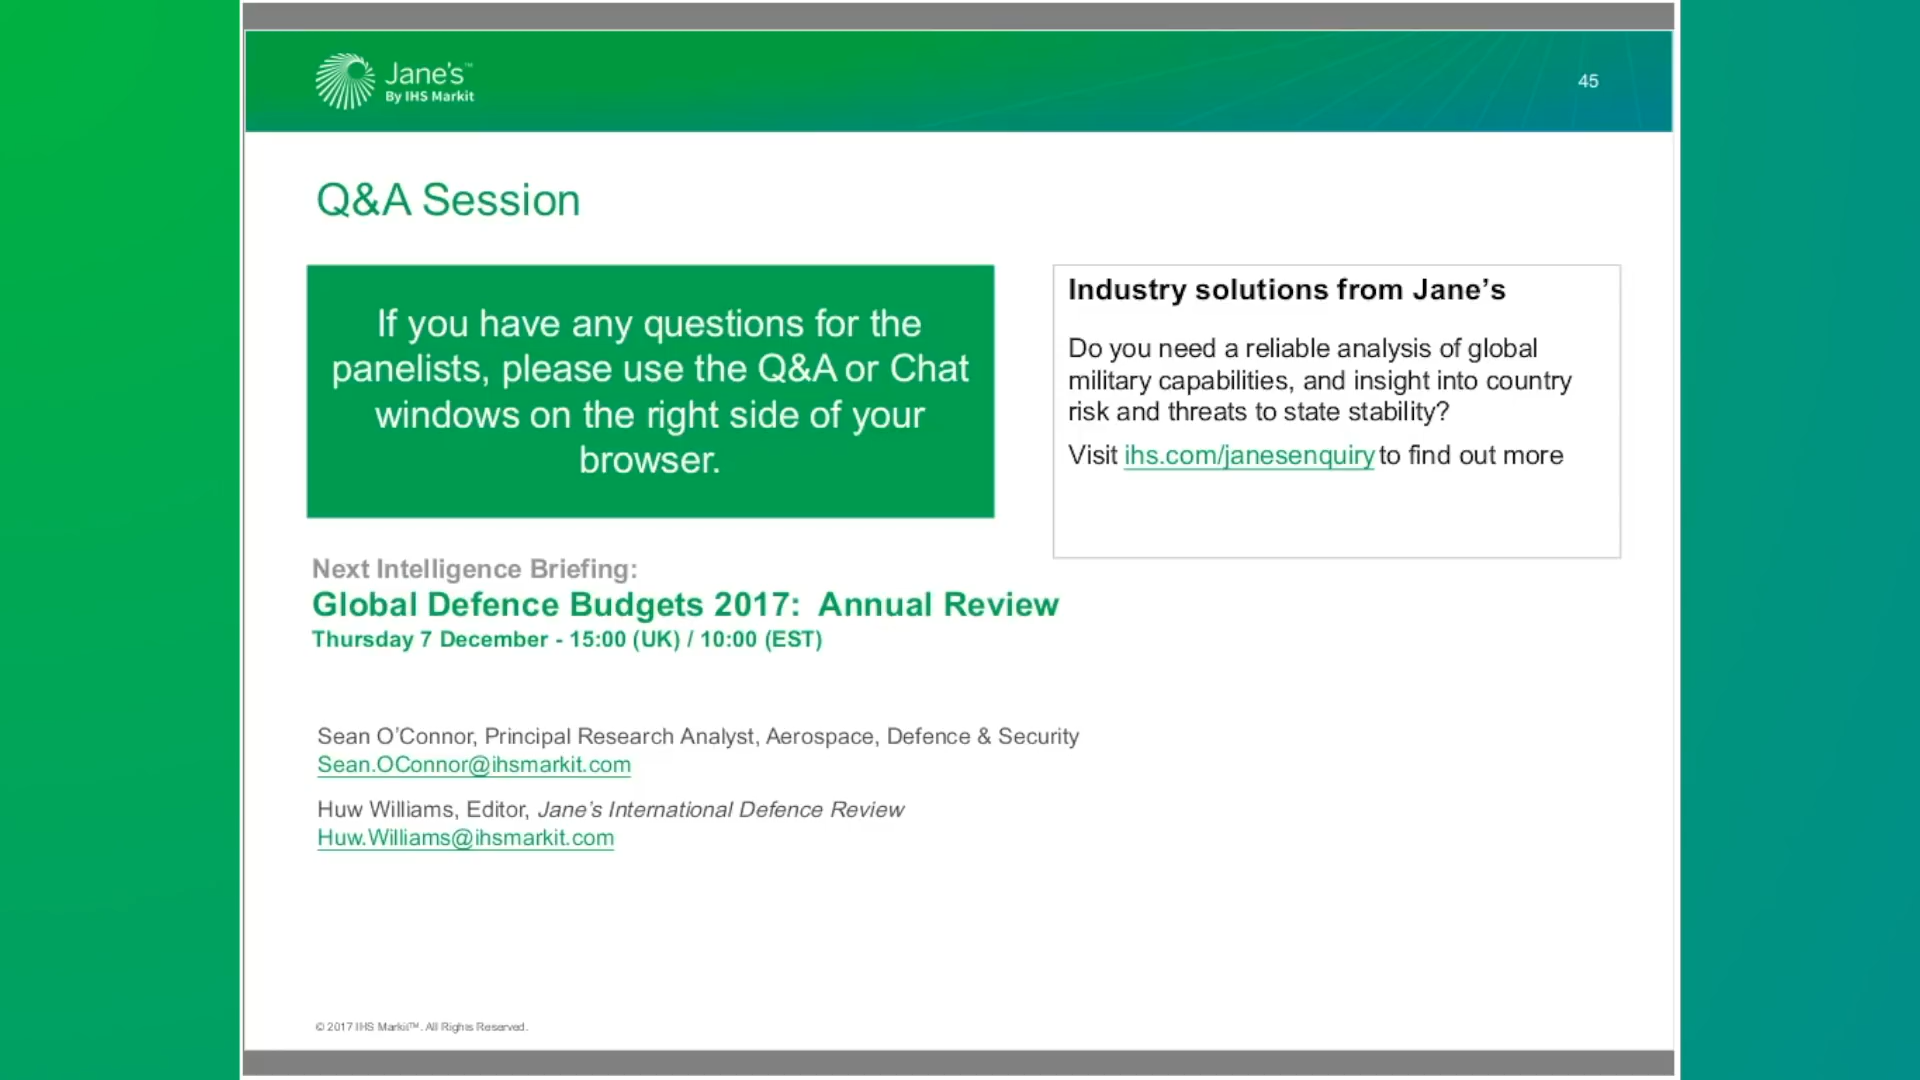 Jane's™
By IHS Markit
45
Q&A Session
If you have any questions for the
panelists, please use the Q&A or Chat
windows on the right side of your
browser.
Industry solutions from Jane's
Do you need a reliable analysis of global
military capabilities, and insight into country
risk and threats to state stability?
Visit ihs.com/janesenquiry to find out more
Next Intelligence Briefing:
Global Defence Budgets 2017:  Annual Review
Thursday 7 December - 15:00 (UK) / 10:00 (EST)
Sean O'Connor, Principal Research Analyst, Aerospace, Defence & Security
Sean.OConnor@ihsmarkit.com
Huw Williams, Editor, Jane's International Defence Review
Huw.Williams@ihsmarkit.com
© 2017 IHS Markit™. All Rights Reserved.